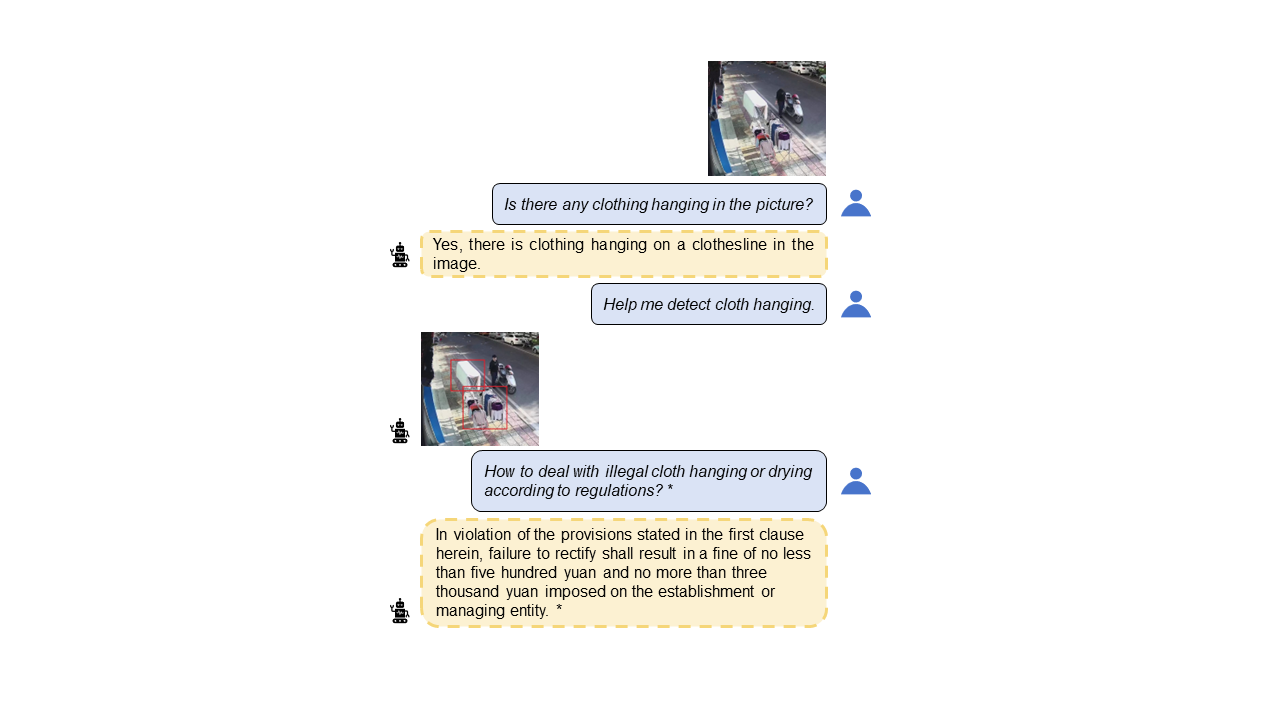 Is there any clothing hanging in the picture?
Yes, there is clothing hanging on a clothesline in the
image.
Help me detect cloth hanging.
How to deal with illegal cloth hanging or drying
according to regulations? *
In violation of the provisions stated in the first clause
herein, failure to rectify shall result in a fine of no less
than five hundred yuan and no more than three
thousand yuan imposed on the establishment or
managing entity. *